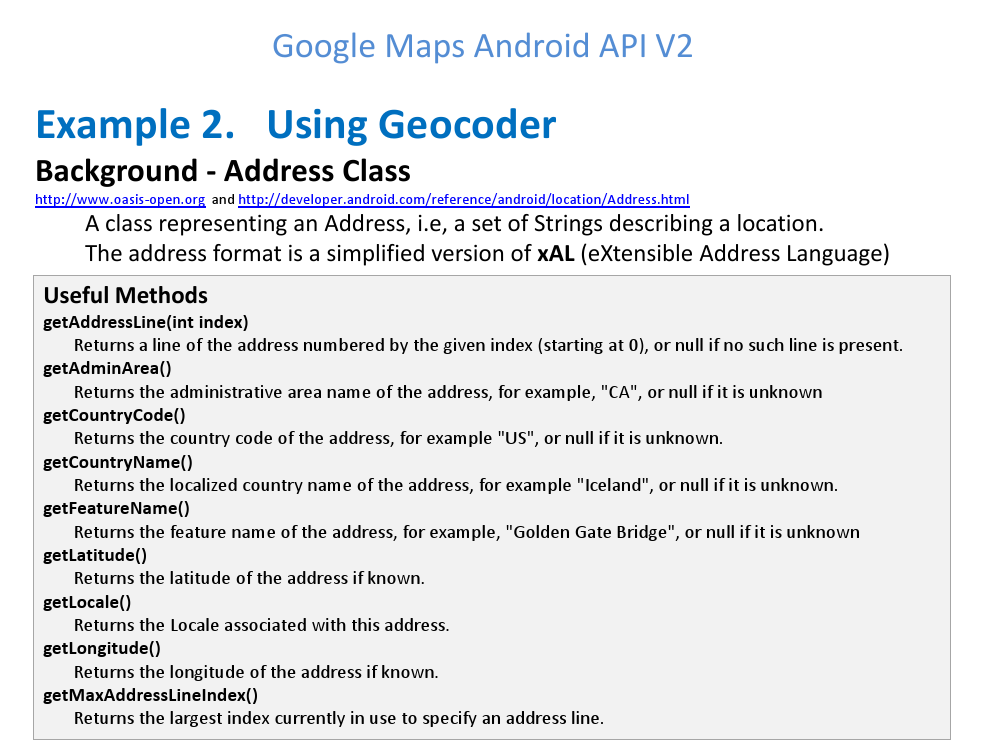 Google Maps Android API V2
Example 2. Using Geocoder
Background - Address Class
http://www.oasis-open.org and http://developer.android.com/reference/android/location/Address.html
A class representing an Address, i.e, a set of Strings describing a location.
The address format is a simplified version of xAL (eXtensible Address Language)
Useful Methods
getAddressLine(int index)
Returns a line of the address numbered by the given index (starting at 0), or null if no such line is present.
getAdminArea()
Returns the administrative area name of the address, for example, "CA", or null if it is unknown
getCountryCode()
Returns the country code of the address, for example "US", or null if it is unknown.
getCountryName()
Returns the localized country name of the address, for example "Iceland", or null if it is unknown.
getFeatureName()
Returns the feature name of the address, for example, "Golden Gate Bridge", or null if it is unknown
getLatitude()
Returns the latitude of the address if known.
getLocale()
Returns the Locale associated with this address.
getLongitude()
Returns the longitude of the address if known.
getMaxAddressLineIndex()
Returns the largest index currently in use to specify an address line.